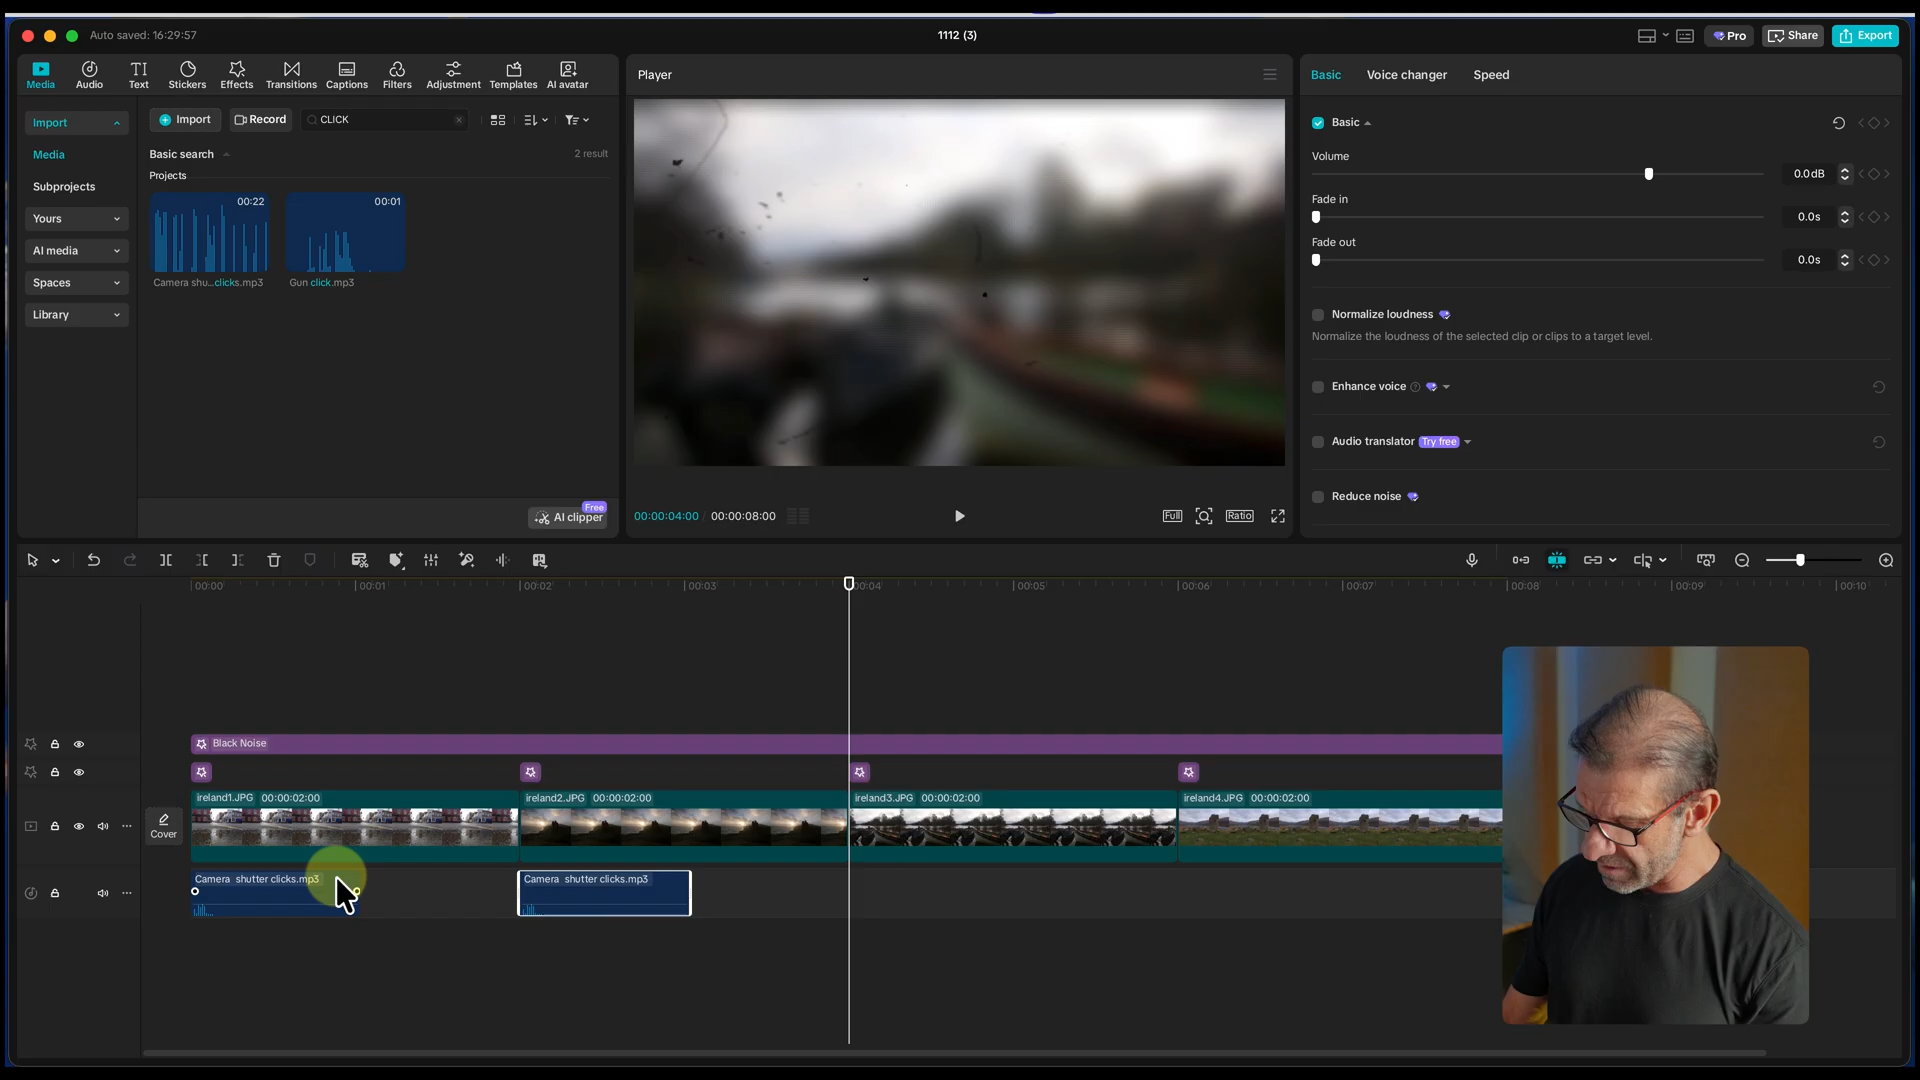 Auto saved: 16:29:57
1112 (3)
Pro
Share
Export
Media
Audio
Text
Stickers
Effects
Transitions
Captions
Filters
Adjustment
Templates
AI avatar
Player
Basic
Voice changer
Speed
Import
Import
Record
CLICK
Media
Subprojects
Yours
AI media
Spaces
Library
Basic search
2 result
Projects
00:22
00:01
Camera shu...clicks.mp3
Gun click.mp3
Free
AI clipper
00:00:04:00 / 00:00:08:00
Full
Ratio
Basic
Volume
0.0dB
Fade in
0.0s
Fade out
0.0s
Normalize loudness
Normalize the loudness of the selected clip or clips to a target level.
Enhance voice
Audio translator Try free
Reduce noise
00:00
00:01
00:02
00:03
00:04
00:05
00:06
00:07
00:08
00:09
00:10
Black Noise
Cover
ireland1.JPG 00:00:02:00
ireland2.JPG 00:00:02:00
ireland3.JPG 00:00:02:00
ireland4.JPG 00:00:02:00
Camera shutter clicks.mp3
Camera shutter clicks.mp3